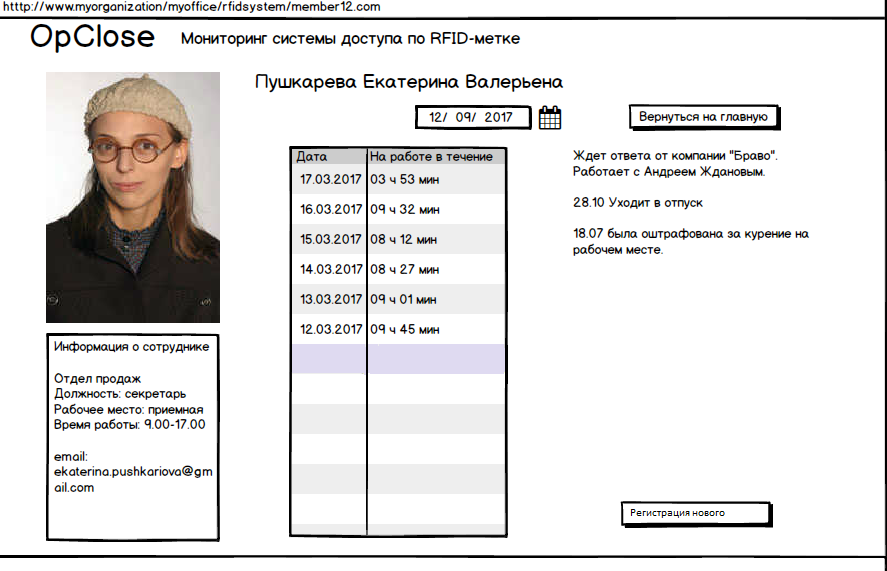 http://www.myorganization/myoffice/rfidsystem/member12.com
OpClose Мониторинг системы доступа по RFID-метке
Пушкарева Екатерина Валерьена
12/ 09/ 2017
Вернуться на главную
Дата На работе в течение
17.03.2017 03 ч 53 мин
16.03.2017 09 ч 32 мин
15.03.2017 08 ч 12 мин
14.03.2017 08 ч 27 мин
13.03.2017 09 ч 01 мин
12.03.2017 09 ч 45 мин
Ждет ответа от компании "Браво".
Работает с Андреем Ждановым.
28.10 Уходит в отпуск
18.07 была оштрафована за курение на
рабочем месте.
Информация о сотруднике
Отдел продаж
Должность: секретарь
Рабочее место: приемная
Время работы: 9.00-17.00
email:
ekaterina.pushkariova@gm
ail.com
Регистрация нового